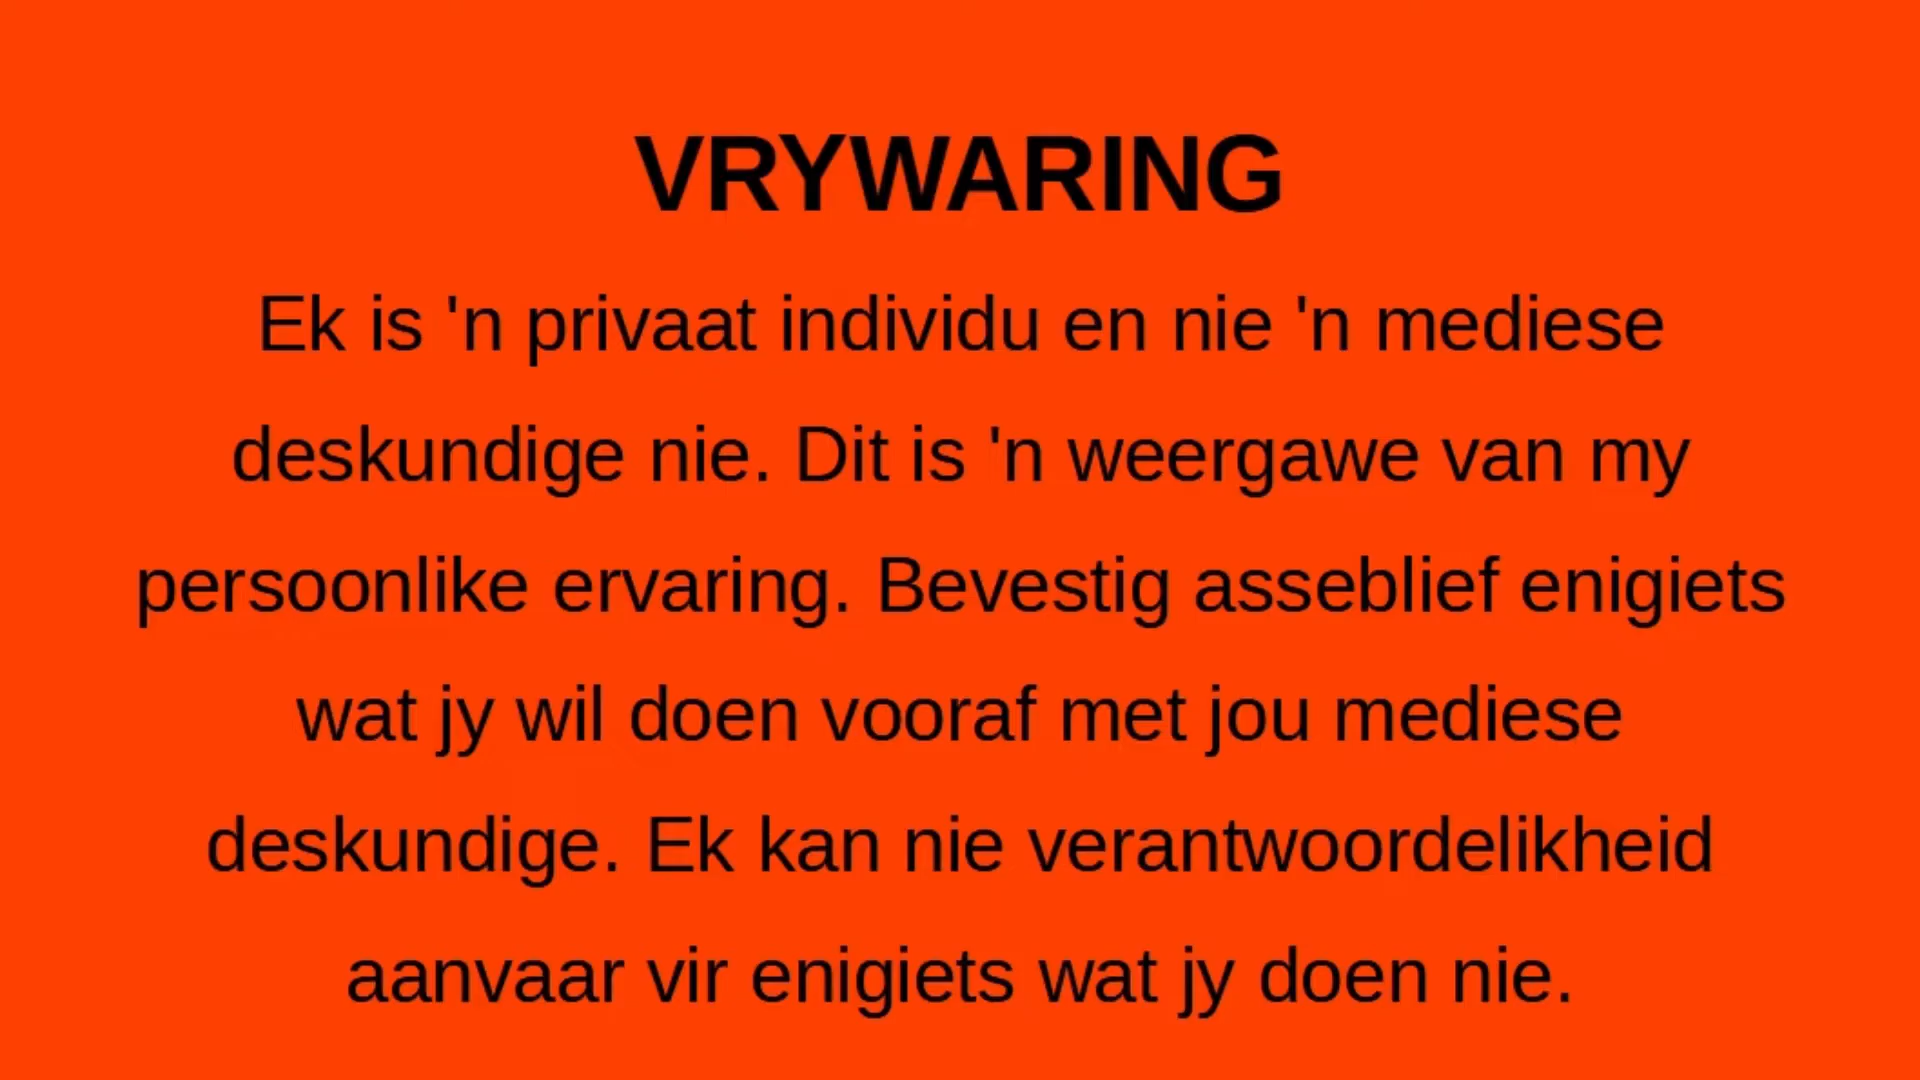 VRYWARING
Ek is 'n privaat individu en nie 'n mediese
deskundige nie. Dit is 'n weergawe van my
persoonlike ervaring. Bevestig asseblief enigiets
wat jy wil doen vooraf met jou mediese
deskundige. Ek kan nie verantwoordelikheid
aanvaar vir enigiets wat jy doen nie.